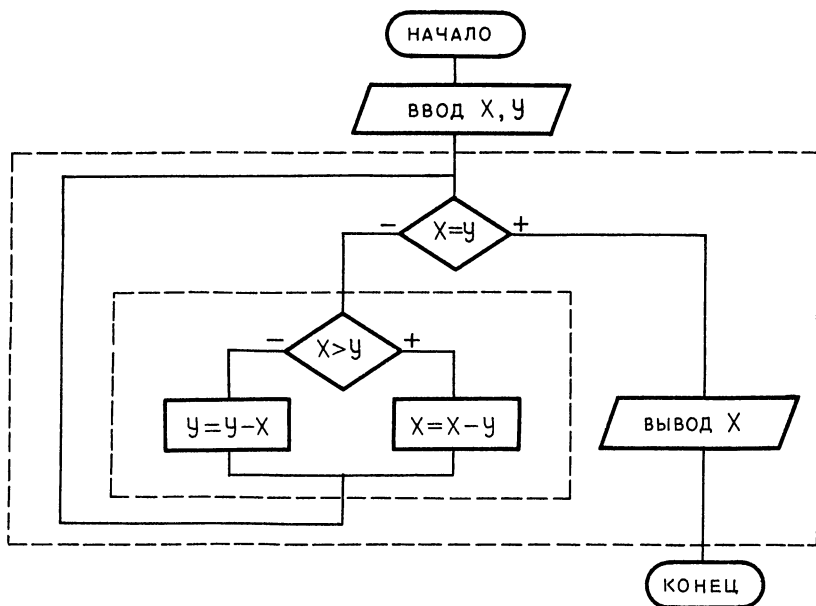 НАЧАЛО
ВВОД X, У
X=У
− +
X>У
− +
У=У-X
X=X-У
ВЫВОД X
КОНЕЦ